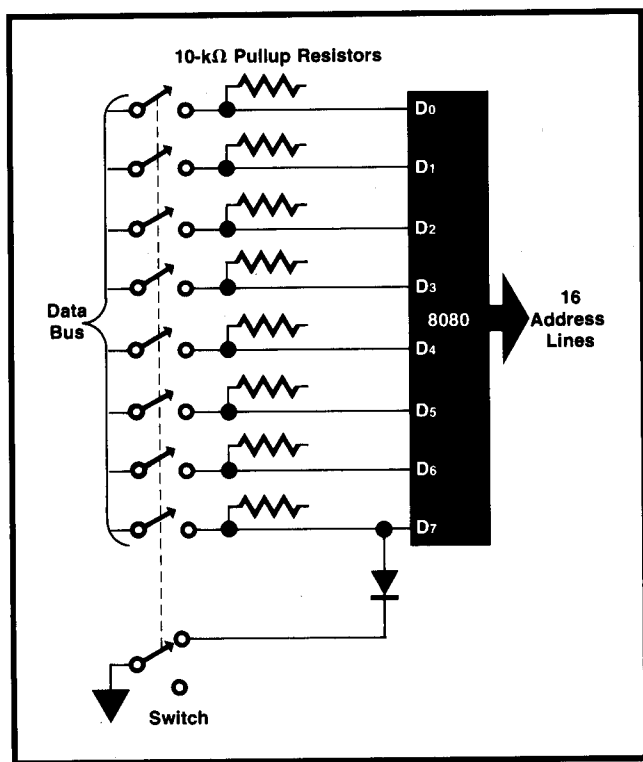 10-kΩ Pullup Resistors
D0
D1
D2
D3
Data
Bus
8080
16
Address
Lines
D4
D5
D6
D7
Switch